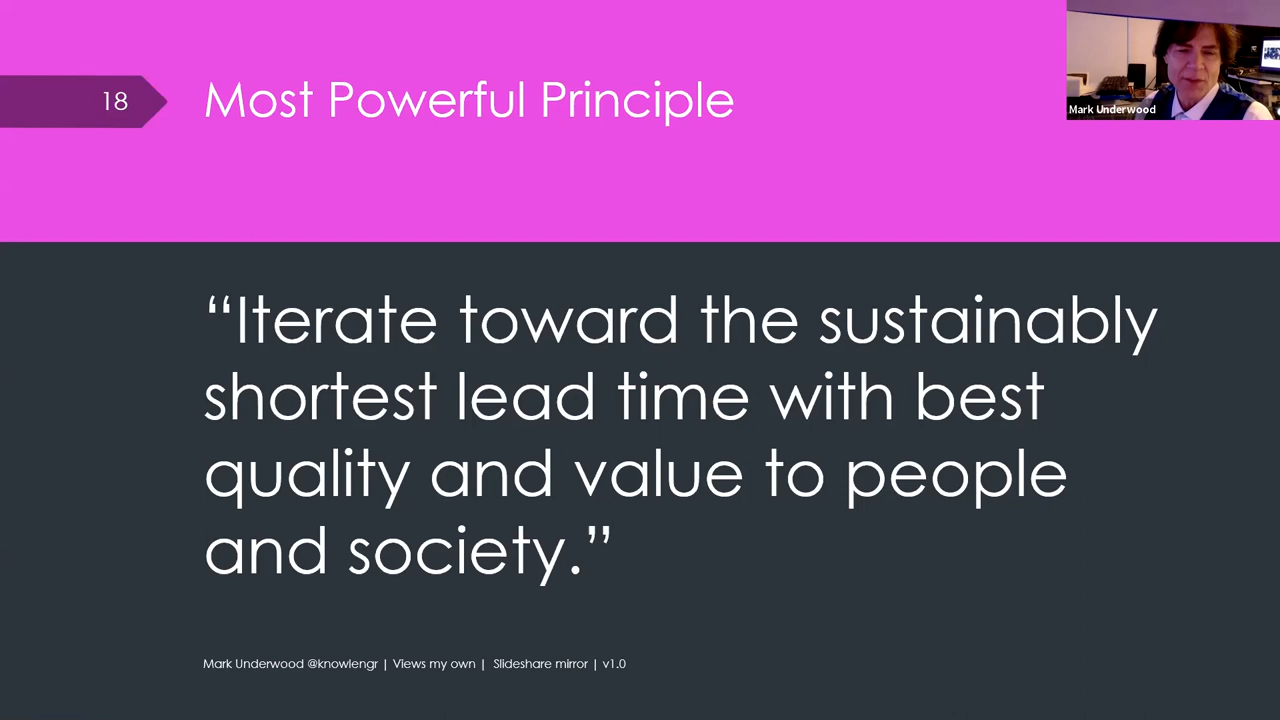 18
Most Powerful Principle
Mark Underwood
“Iterate toward the sustainably
shortest lead time with best
quality and value to people
and society.”
Mark Underwood @knowlengr | Views my own | Slideshare mirror | v1.0